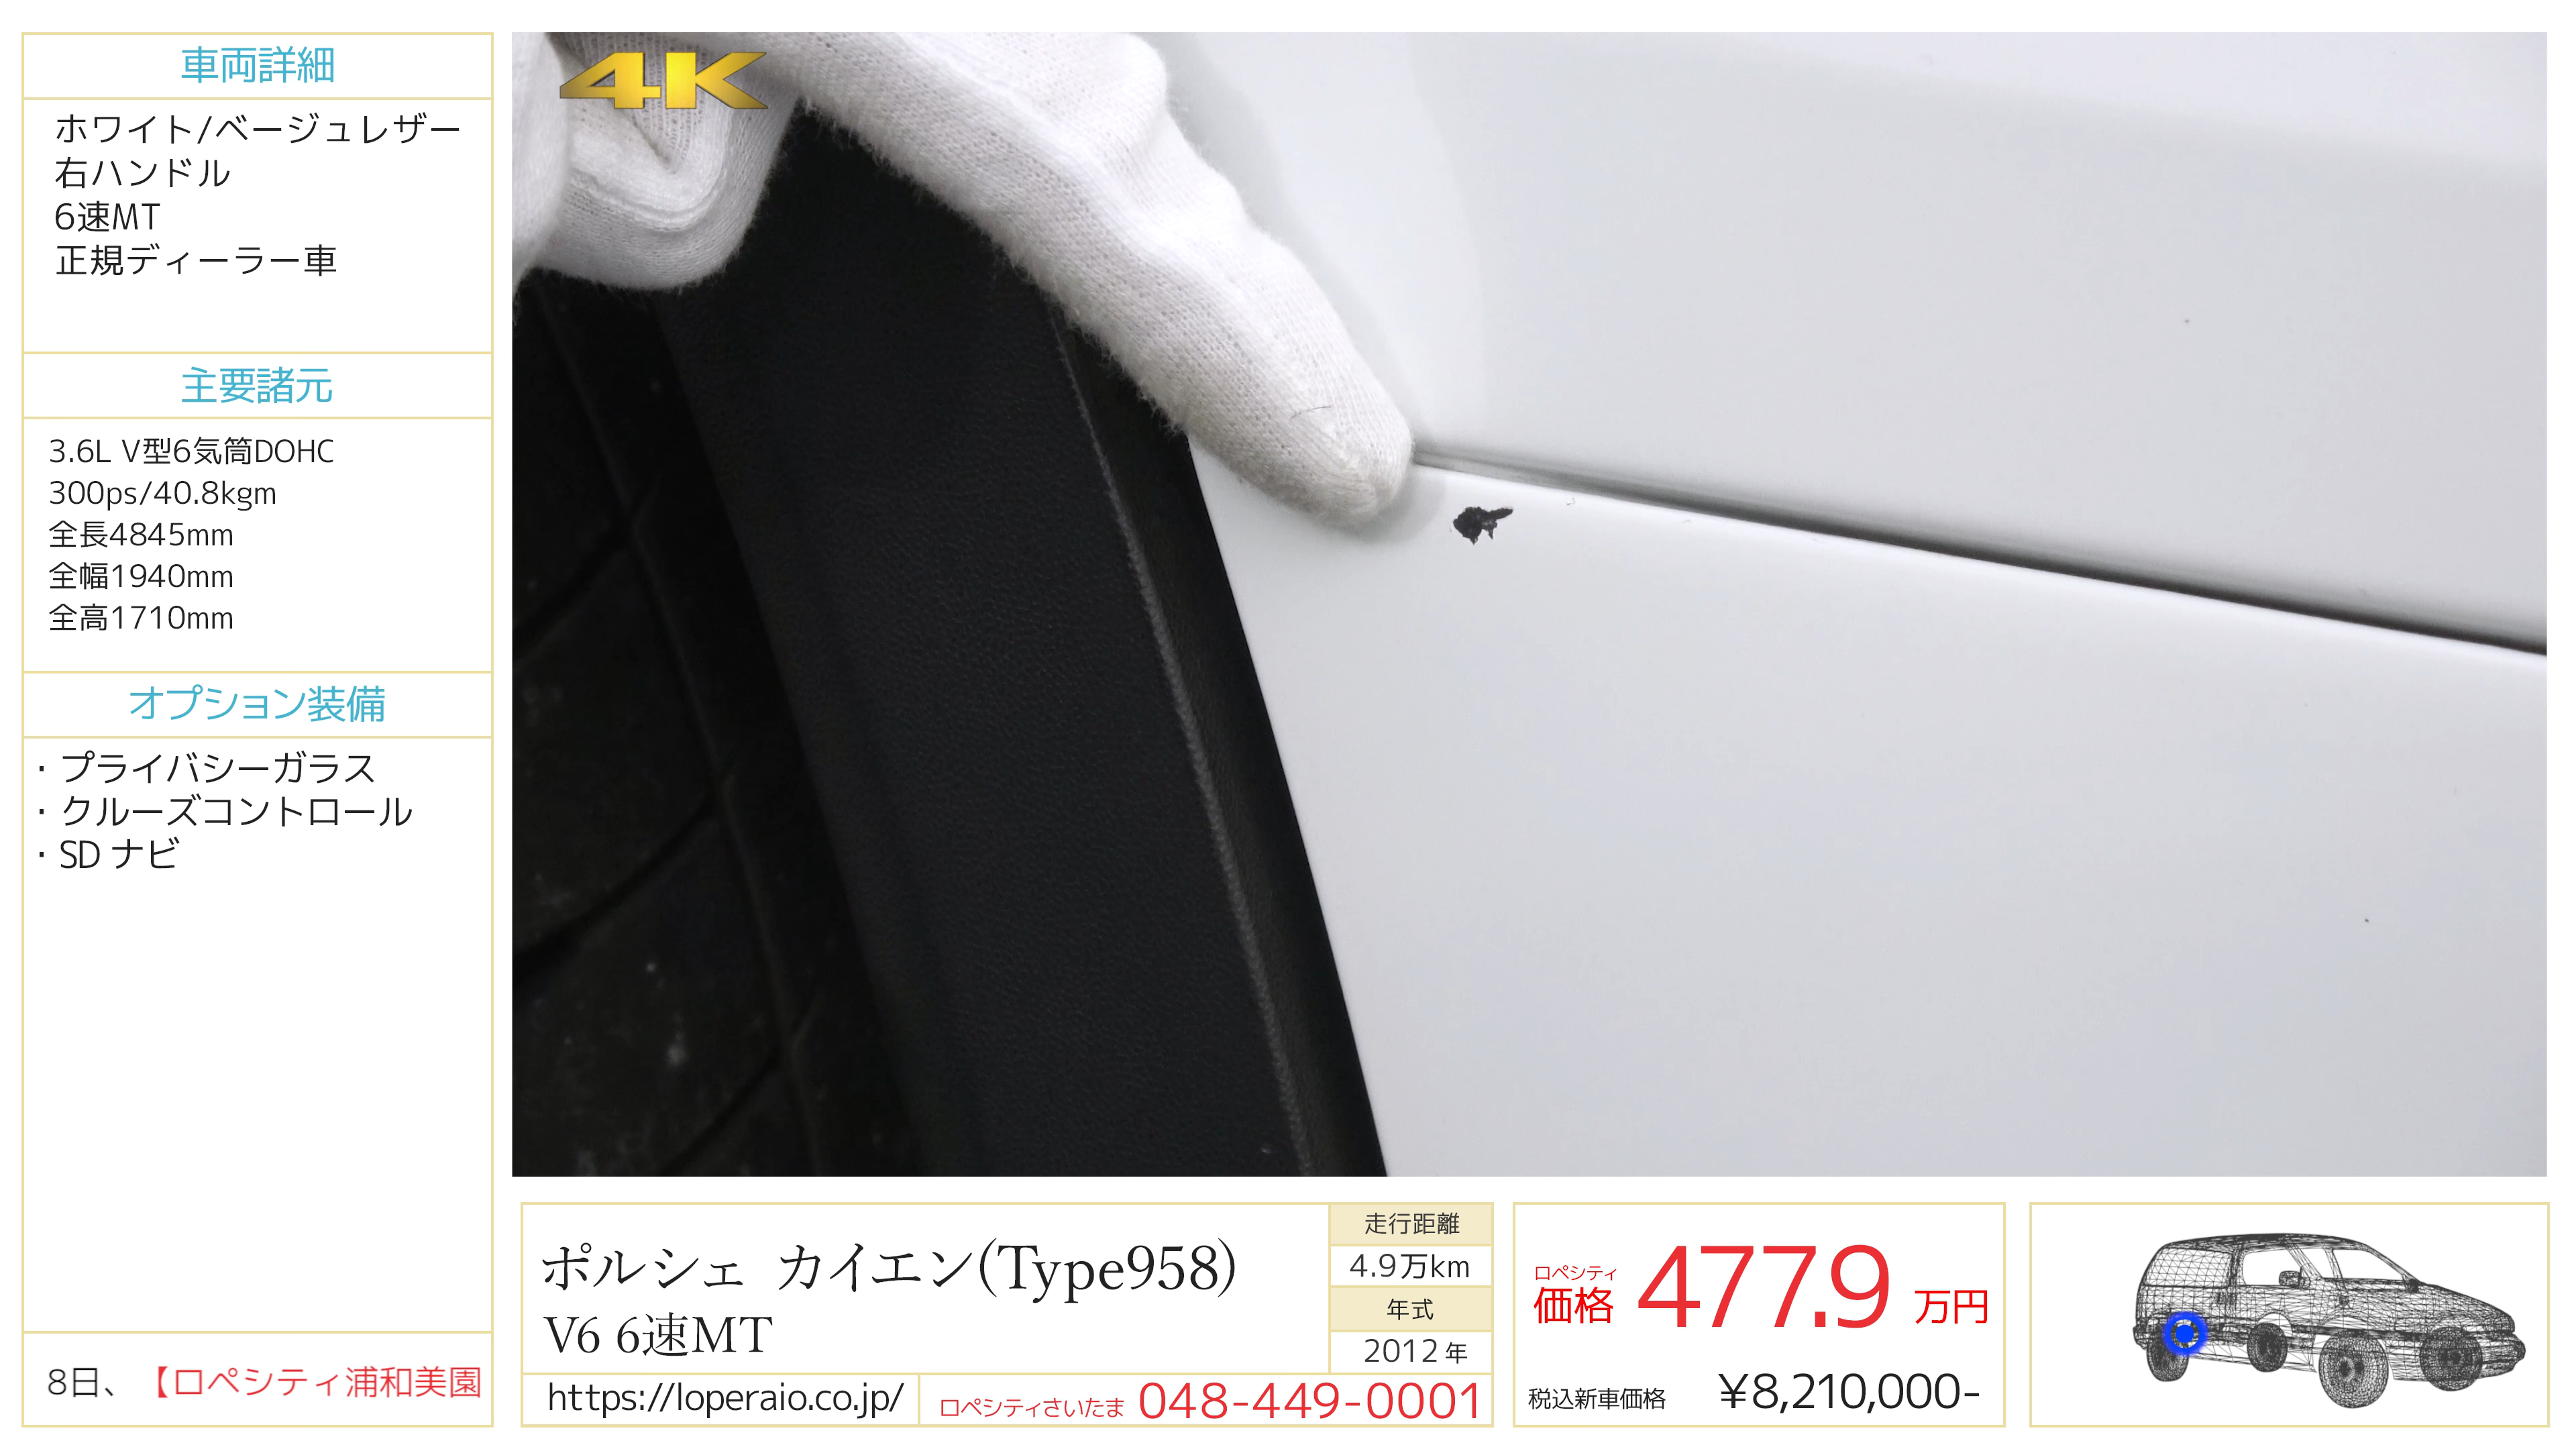 車両詳細
ホワイト/ベージュレザー
右ハンドル
6速MT
正規ディーラー車
主要諸元
3.6L V型6気筒DOHC
300ps/40.8kgm
全長4845mm
全幅1940mm
全高1710mm
オプション装備
・プライバシーガラス
・クルーズコントロール
・SDナビ
8日、【ロペシティ浦和美園
4K
ポルシェ カイエン(Type958)
V6 6速MT
走行距離
4.9万km
年式
2012年
https://loperaio.co.jp/
ロペシティさいたま 048-449-0001
ロペシティ
価格 477.9 万円
税込新車価格 ¥8,210,000-